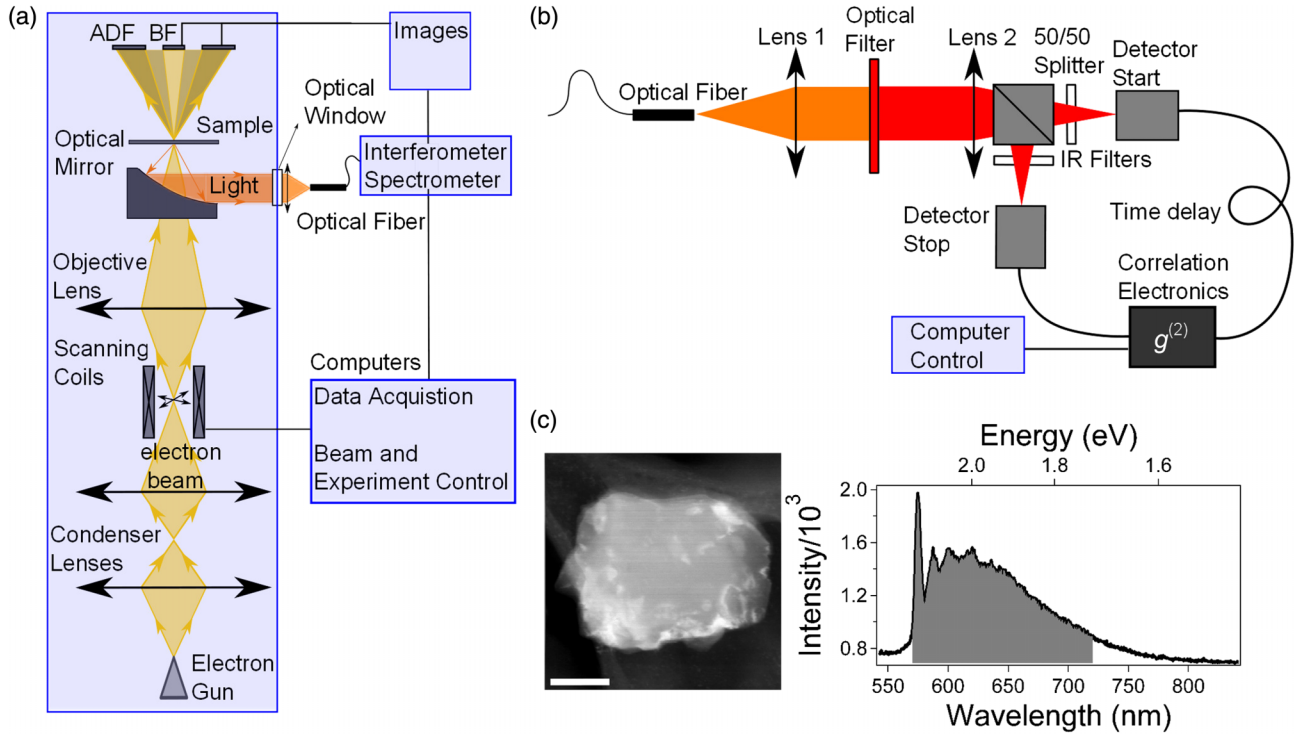 (a)
ADF BF
Images
Optical
Window
Sample
Optical
Mirror
Light
Interferometer
Spectrometer
Optical Fiber
Objective
Lens
Scanning
Coils
Computers
Data Acquistion
Beam and
Experiment Control
electron
beam
Condenser
Lenses
Electron
Gun
(b)
Optical Fiber
Lens 1
Optical
Filter
Lens 2
50/50
Splitter
Detector
Start
IR Filters
Detector
Stop
Time delay
Correlation
Electronics
g(2)
Computer
Control
(c)
Energy (eV)
2.0 1.8 1.6
Intensity/103
2.0
1.6
1.2
0.8
550 600 650 700 750 800
Wavelength (nm)